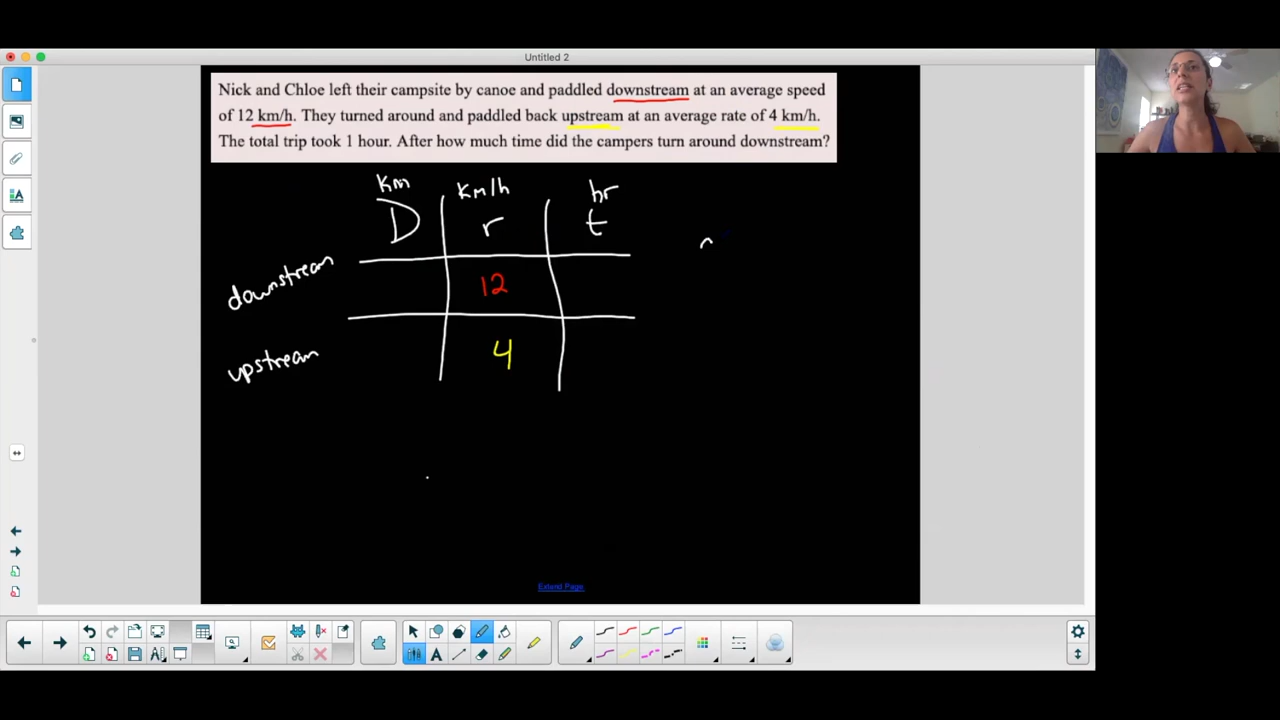 Untitled 2
Nick and Chloe left their campsite by canoe and paddled downstream at an average speed
of 12 km/h. They turned around and paddled back upstream at an average rate of 4 km/h.
The total trip took 1 hour. After how much time did the campers turn around downstream?
km km/h hr
D r t
downstream 12
upstream 4
Extend Page